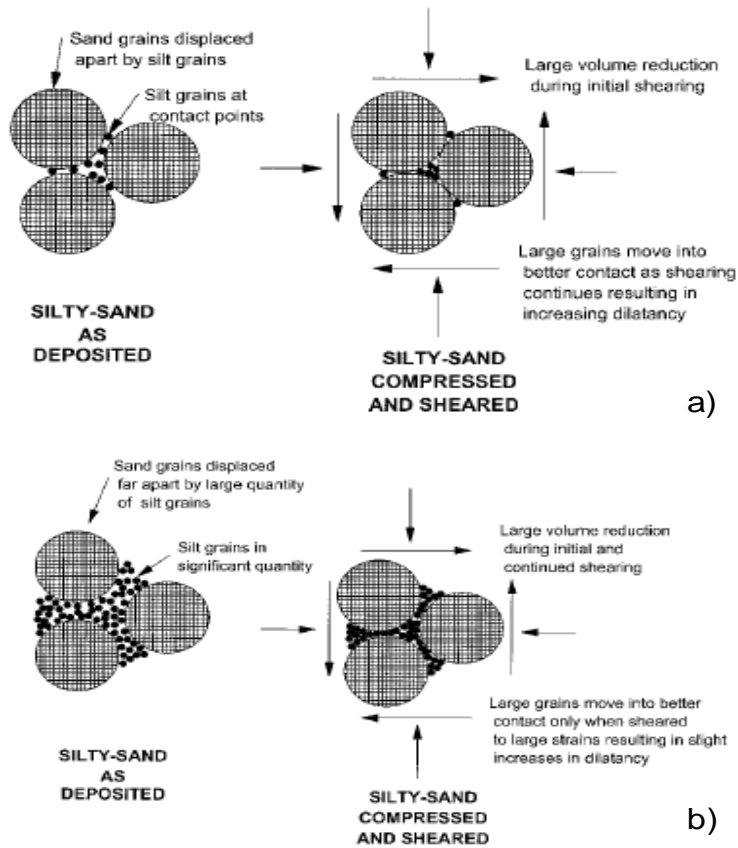 Sand grains displaced
apart by silt grains
Silt grains at
contact points
SILTY-SAND
AS
DEPOSITED
Large volume reduction
during initial shearing
Large grains move into
better contact as shearing
continues resulting in
increasing dilatancy
SILTY-SAND
COMPRESSED
AND SHEARED
a)
Sand grains displaced
far apart by large quantity
of silt grains
Silt grains in
significant quantity
SILTY-SAND
AS
DEPOSITED
Large volume reduction
during initial and
continued shearing
Large grains move into better
contact only when sheared
to large strains resulting in slight
increases in dilatancy
SILTY-SAND
COMPRESSED
AND SHEARED
b)